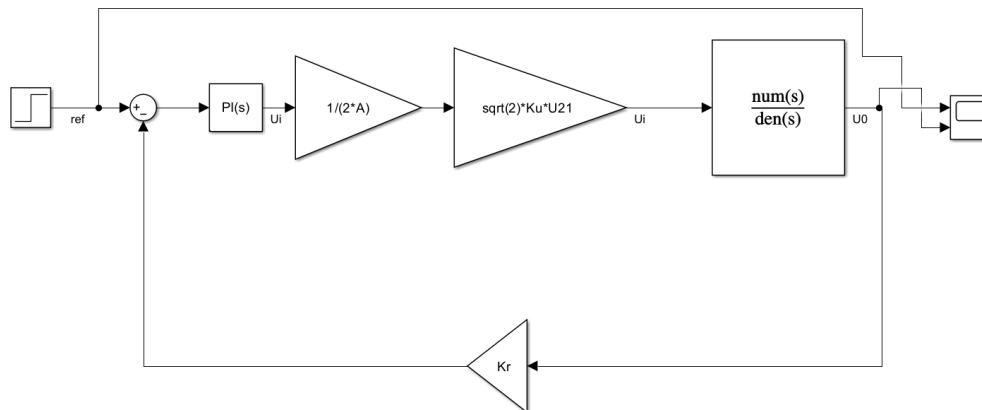 ref
+
−
PI(s)
Ui
1/(2*A)
sqrt(2)*Ku*U21
Ui
num(s)
den(s)
U0
Kr